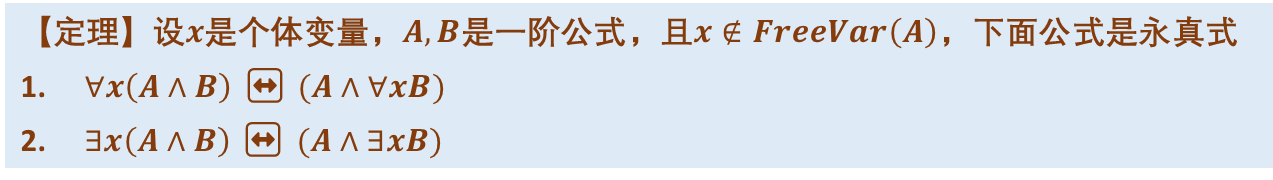 【定理】设x是个体变量，A, B是一阶公式，且x ∉ FreeVar(A)，下面公式是永真式
1. ∀x(A ∧ B) ↔ (A ∧ ∀xB)
2. ∃x(A ∧ B) ↔ (A ∧ ∃xB)